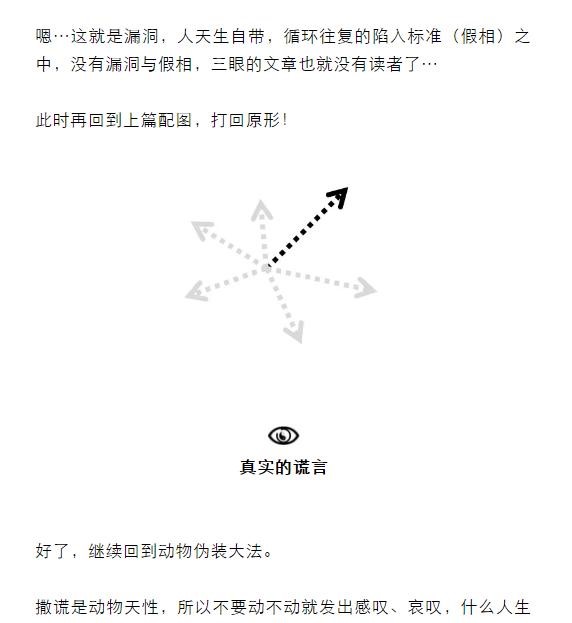 嗯…这就是漏洞，人天生自带，循环往复的陷入标准（假相）之
中，没有漏洞与假相，三眼的文章也就没有读者了…
此时再回到上篇配图，打回原形！
真实的谎言
好了，继续回到动物伪装大法。
撒谎是动物天性，所以不要动不动就发出感叹、哀叹，什么人生